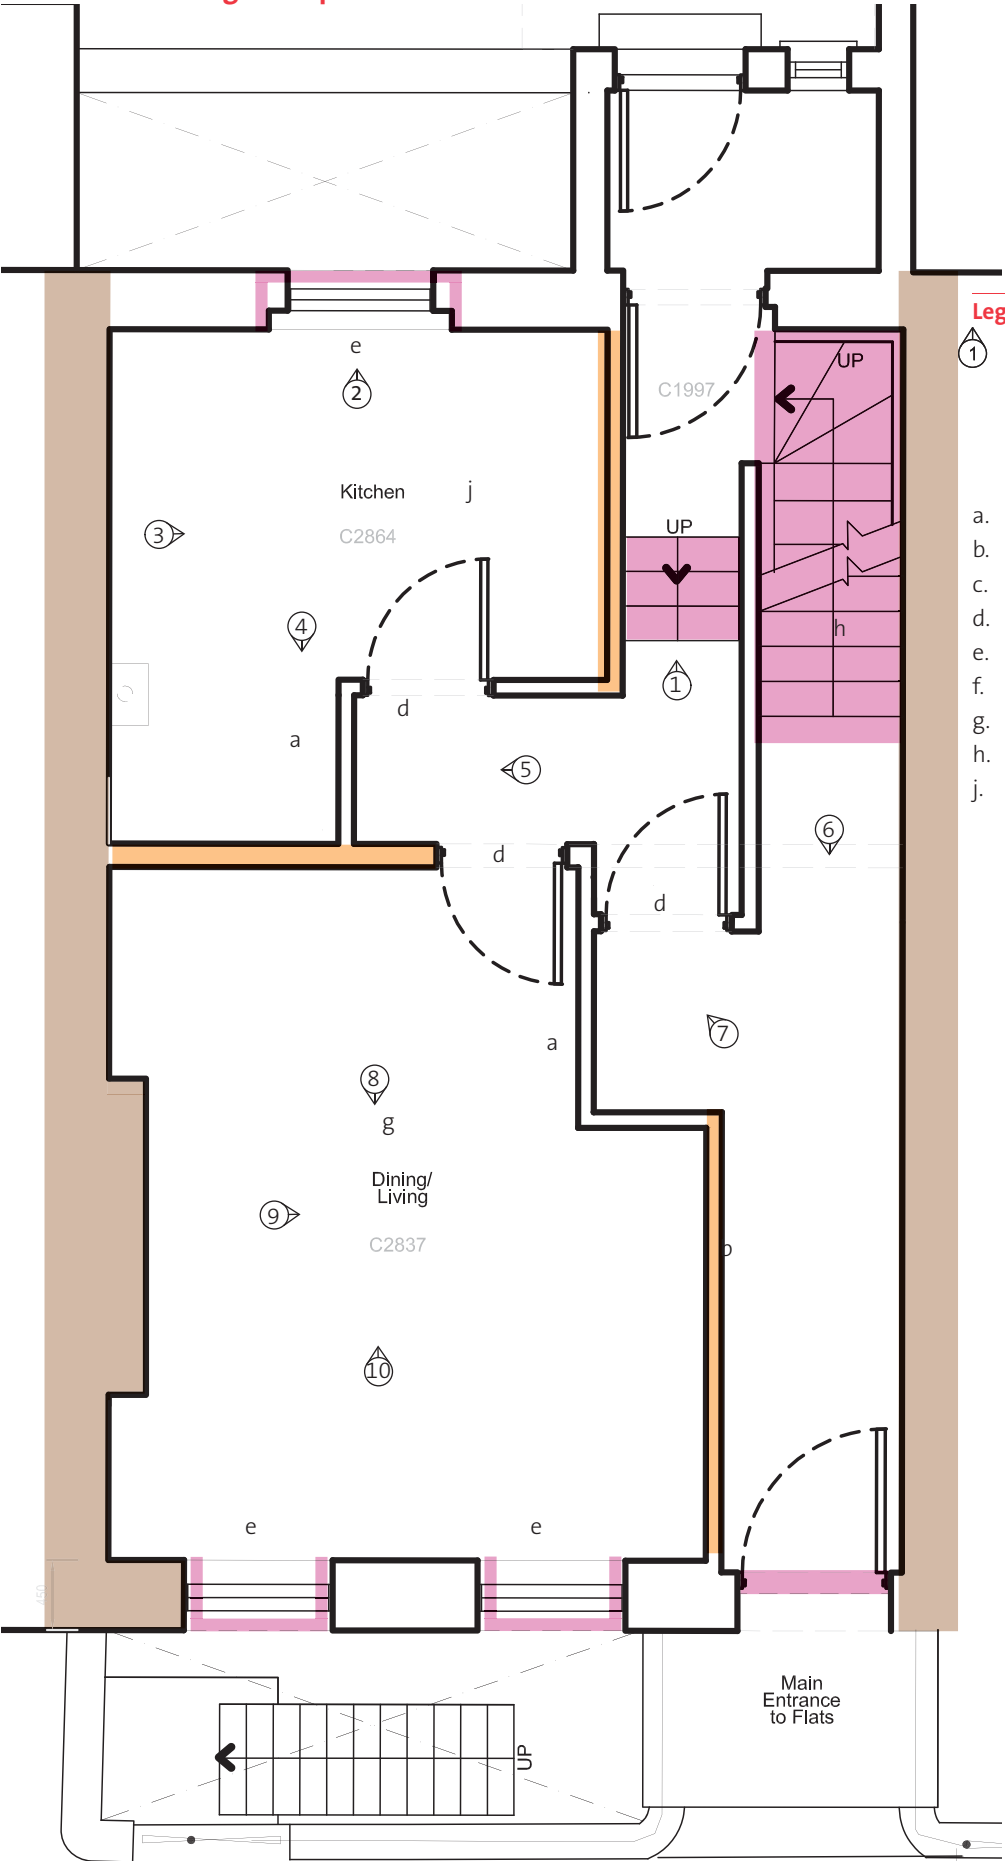 Leg
1
UP
e
2
C1997
Kitchen
j
C2864
3
UP
a.
b.
c.
d.
e.
f.
g.
h.
j.
4
h
1
d
a
5
6
d
d
7
a
8
g
Dining/
Living
9
C2837
10
e
e
450
Main
Entrance
to Flats
UP